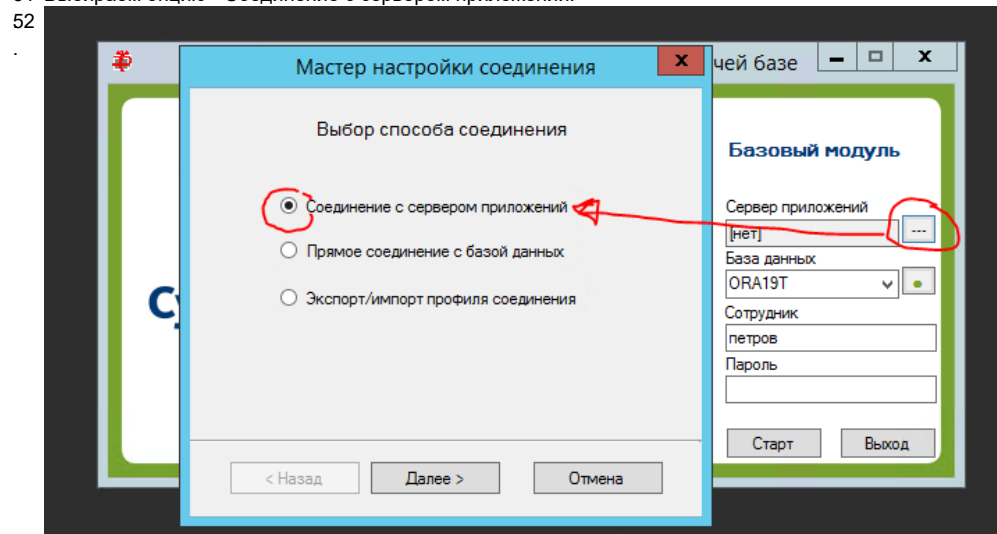 52
.
Мастер настройки соединения
x
чей базе
x
Выбор способа соединения
Соединение с сервером приложений
Прямое соединение с базой данных
Экспорт/импорт профиля соединения
< Назад
Далее >
Отмена
Базовый модуль
Сервер приложений
[нет]
---
База данных
ORA19T
Сотрудник
петров
Пароль
Старт
Выход